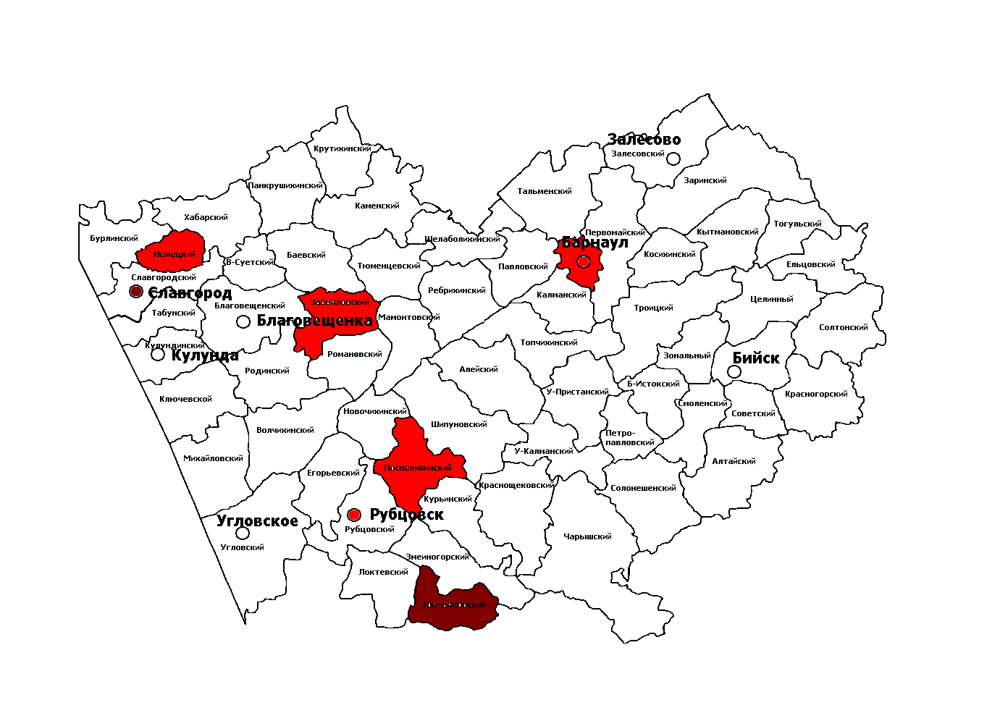 Залесово
Крутихинский
Залесовский
Заринский
Панкрушихинский
Тальменский
Каменский
Хабарский
Тогульский
Кытмановский
Первомайский
Бурлинский
Шелаболихинский
Барнаул
Немецкий
Баевский
Косихинский
В-Суетский
Ельцовский
Тюменцевский
Павловский
Славгородский
Ребрихинский
Славгород
Калманский
Целинный
Завьяловский
Благовещенский
Троицкий
Табунский
Благовещенка
Мамонтовский
Солтонский
Топчихинский
Кулундинский
Кулунда
Романовский
Зональный
Бийск
Родинский
Алейский
Б-Истокский
У-Пристанский
Красногорский
Ключевской
Смоленский
Новочихинский
Советский
Шипуновский
Волчихинский
Петро-
павловский
У-Калманский
Михайловский
Алтайский
Поспелихинский
Егорьевский
Краснощековский
Солонешенский
Курьинский
Рубцовск
Угловское
Рубцовский
Чарышский
Угловский
Змеиногорский
Локтевский
Третьяковский